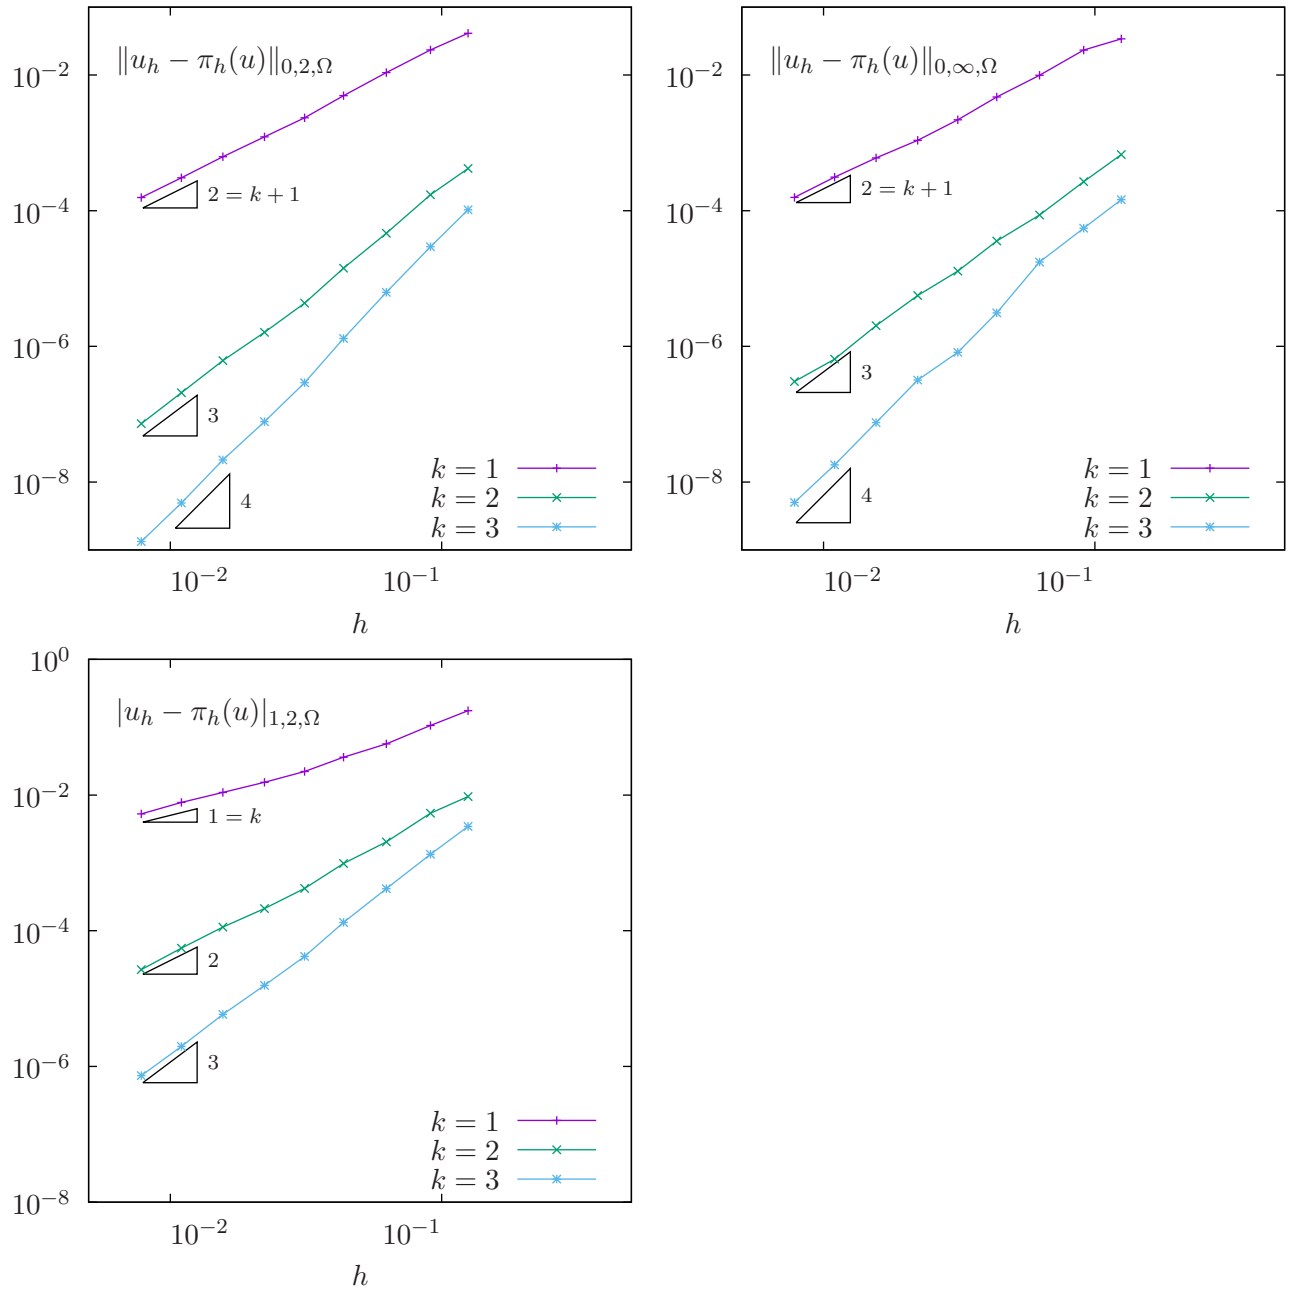 ‖u_h − π_h(u)‖_{0,2,Ω}
10^{−2}
10^{−4}
10^{−6}
10^{−8}
2 = k + 1
3
4
k = 1
k = 2
k = 3
10^{−2} 10^{−1}
h
‖u_h − π_h(u)‖_{0,∞,Ω}
10^{−2}
10^{−4}
10^{−6}
10^{−8}
2 = k + 1
3
4
k = 1
k = 2
k = 3
10^{−2} 10^{−1}
h
|u_h − π_h(u)|_{1,2,Ω}
10^{0}
10^{−2}
10^{−4}
10^{−6}
10^{−8}
1 = k
2
3
k = 1
k = 2
k = 3
10^{−2} 10^{−1}
h